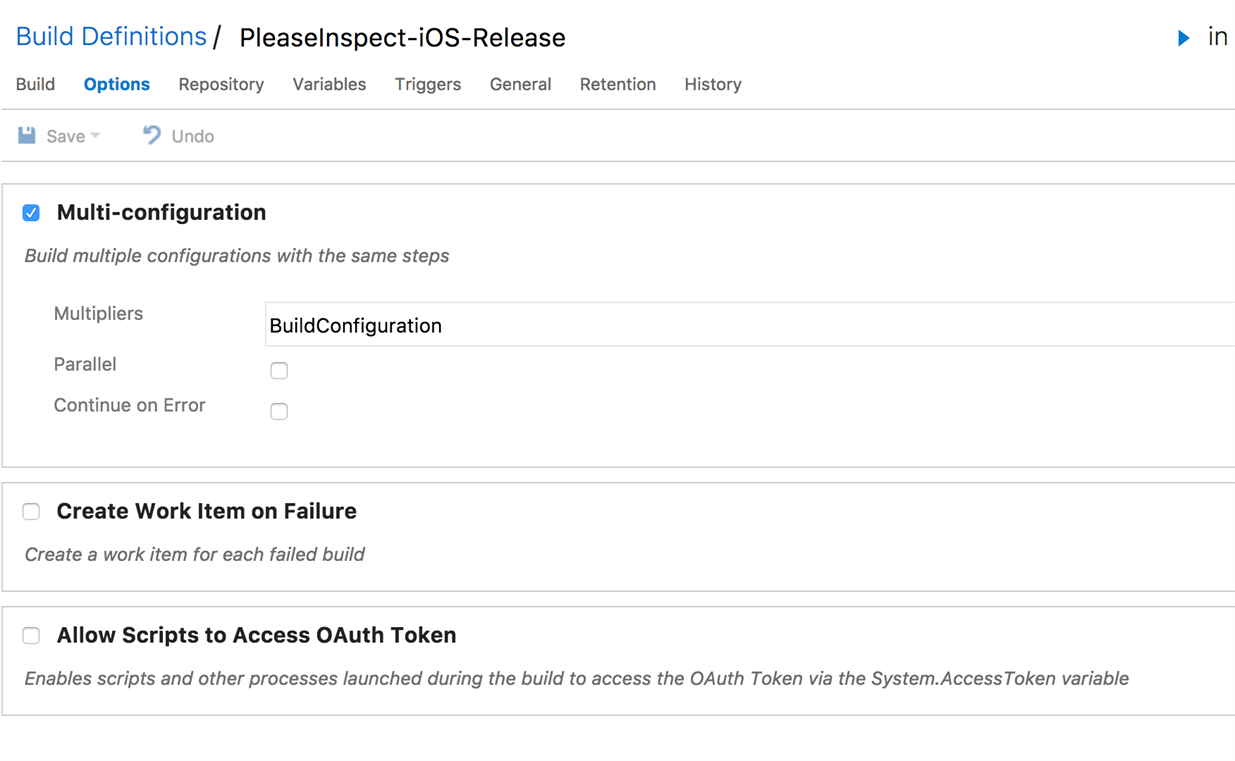 Build Definitions / PleaseInspect-iOS-Release in
Build Options Repository Variables Triggers General Retention History
Save Undo
Multi-configuration
Build multiple configurations with the same steps
Multipliers BuildConfiguration
Parallel
Continue on Error
Create Work Item on Failure
Create a work item for each failed build
Allow Scripts to Access OAuth Token
Enables scripts and other processes launched during the build to access the OAuth Token via the System.AccessToken variable